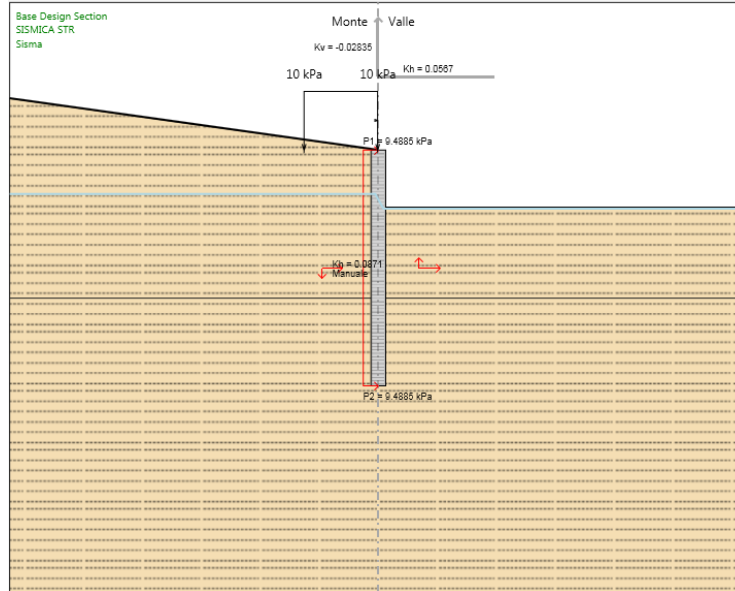 Base Design Section
SISMICA STR
Sisma
Monte Valle
Kv = -0.02835
Kh = 0.0567
10 kPa 10 kPa
P1 = 9.4885 kPa
Kh = 0.0871
Manuale
P2 = 9.4885 kPa